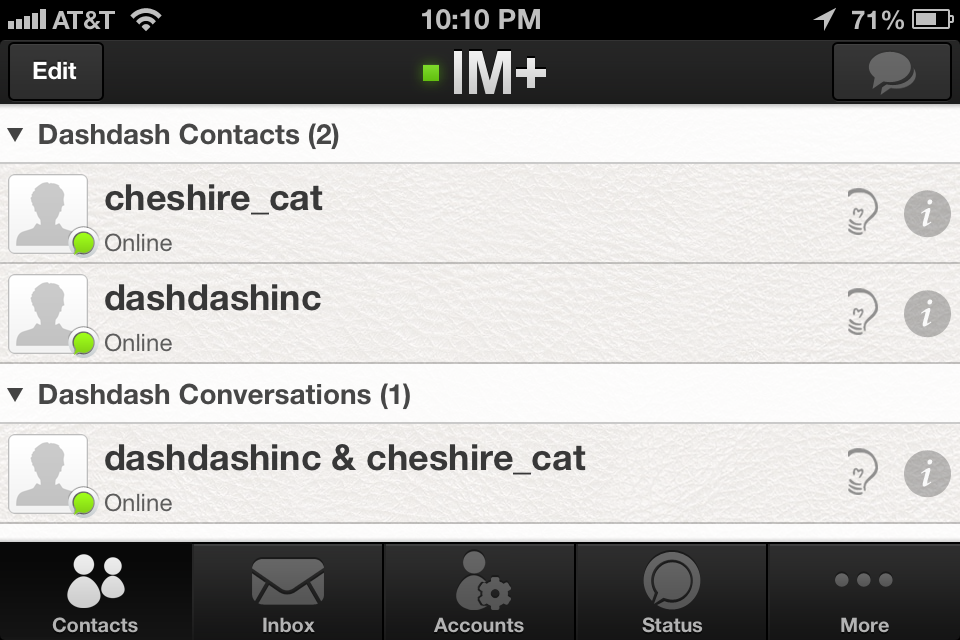 AT&T 10:10 PM 71%
Edit IM+
Dashdash Contacts (2)
cheshire_cat
Online
dashdashinc
Online
Dashdash Conversations (1)
dashdashinc & cheshire_cat
Online
Contacts Inbox Accounts Status More